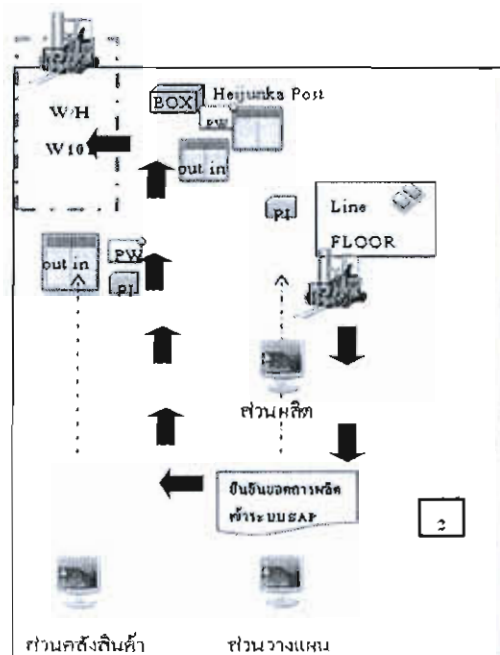 BOX Heijunka Post
W/H
PW
W10
out in
PI
Line
FLOOR
out in
PW
PI
ส่วนผลิต
ยืนยันยอดการผลิต
เข้าระบบ SAP
2
ส่วนคลังสินค้า
ส่วนวางแผน